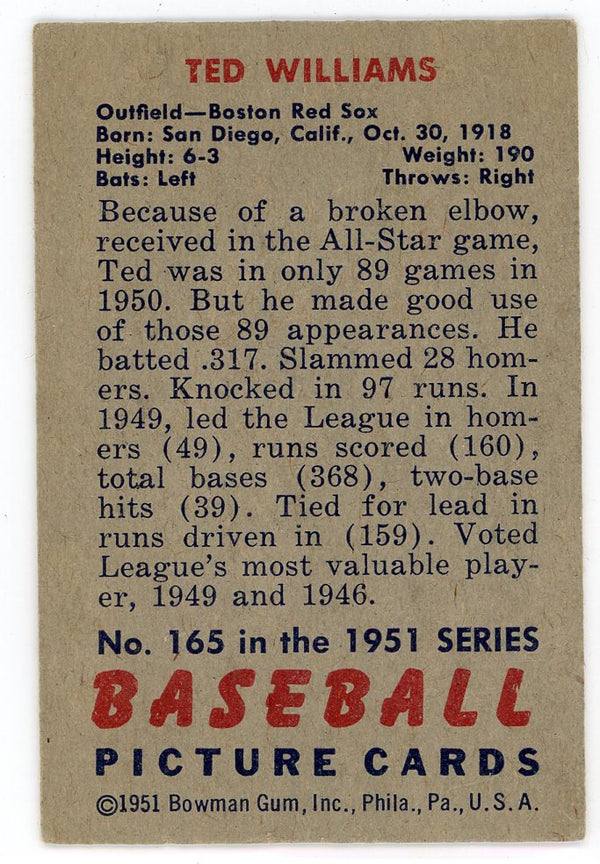 TED WILLIAMS
Outfield—Boston Red Sox
Born: San Diego, Calif., Oct. 30, 1918
Height: 6-3 Weight: 190
Bats: Left Throws: Right
Because of a broken elbow,
received in the All-Star game,
Ted was in only 89 games in
1950. But he made good use
of those 89 appearances. He
batted .317. Slammed 28 hom-
ers. Knocked in 97 runs. In
1949, led the League in hom-
ers (49), runs scored (160),
total bases (368), two-base
hits (39). Tied for lead in
runs driven in (159). Voted
League's most valuable play-
er, 1949 and 1946.
No. 165 in the 1951 SERIES
BASEBALL
PICTURE CARDS
©1951 Bowman Gum, Inc., Phila., Pa., U.S.A.